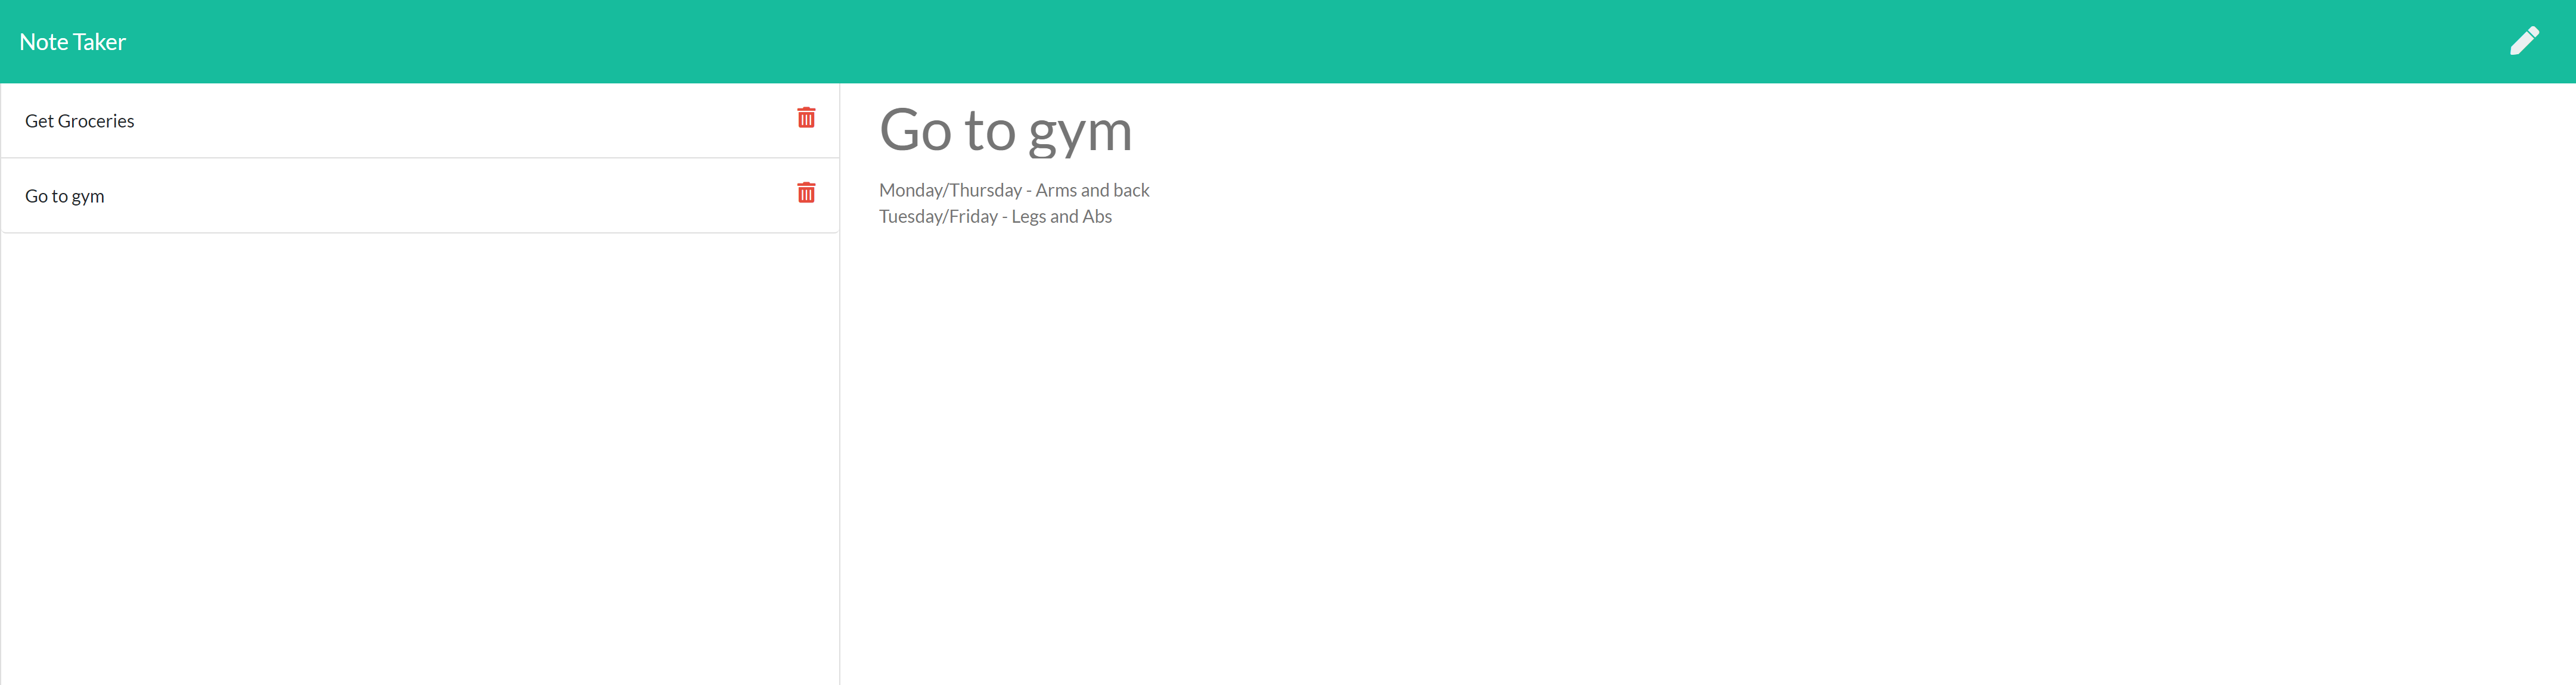 Note Taker
Get Groceries
Go to gym
Go to gym
Monday/Thursday - Arms and back
Tuesday/Friday - Legs and Abs